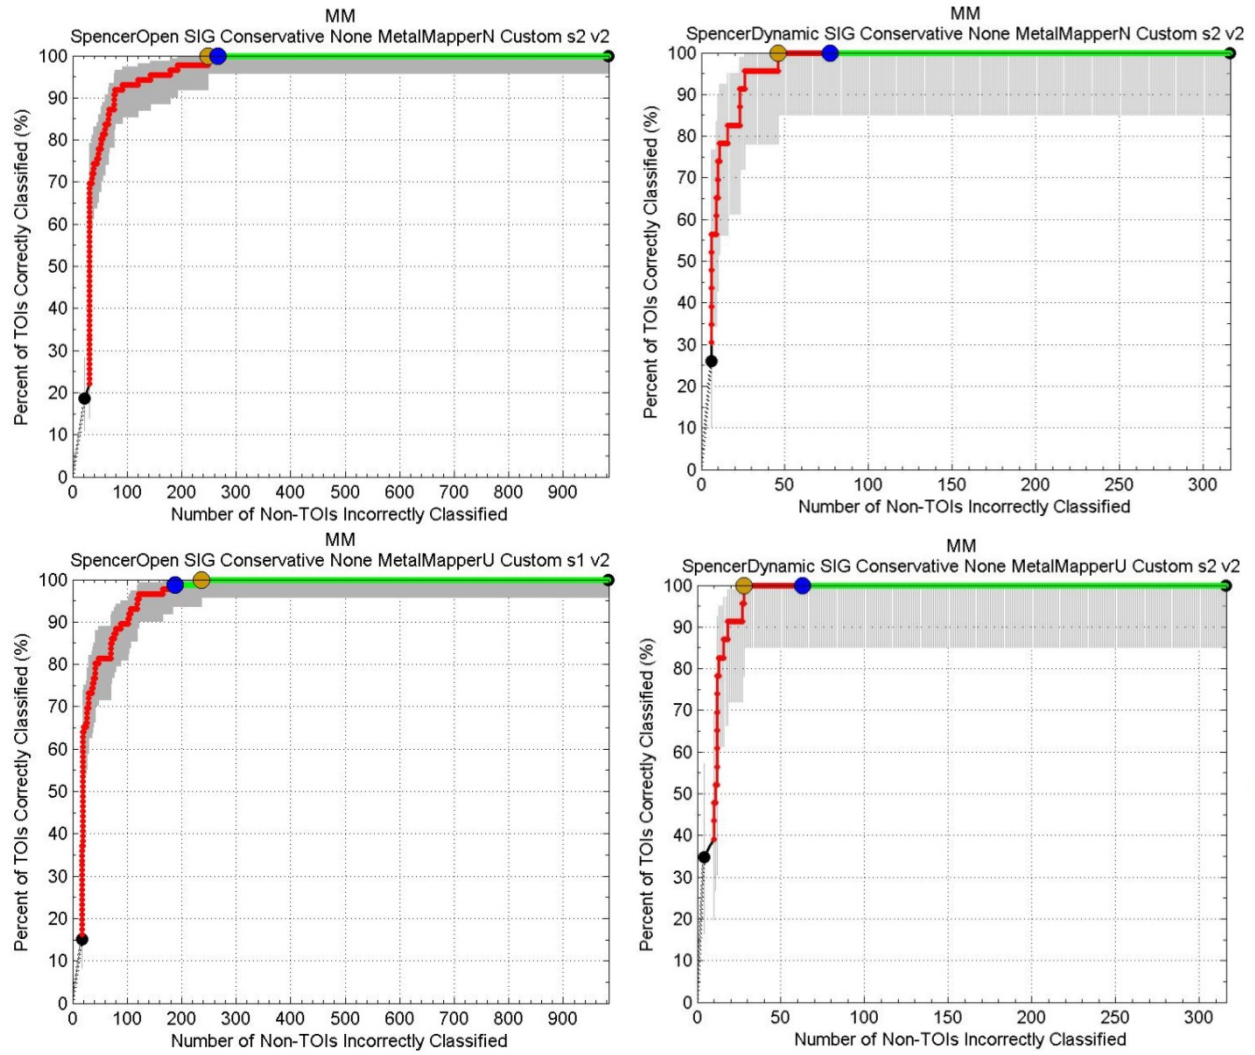 MM
SpencerOpen SIG Conservative None MetalMapperN Custom s2 v2
Percent of TOIs Correctly Classified (%)
100
90
80
70
60
50
40
30
20
10
0
0 100 200 300 400 500 600 700 800 900
Number of Non-TOIs Incorrectly Classified
MM
SpencerDynamic SIG Conservative None MetalMapperN Custom s2 v2
Percent of TOIs Correctly Classified (%)
100
90
80
70
60
50
40
30
20
10
0
0 50 100 150 200 250 300
Number of Non-TOIs Incorrectly Classified
MM
SpencerOpen SIG Conservative None MetalMapperU Custom s1 v2
Percent of TOIs Correctly Classified (%)
100
90
80
70
60
50
40
30
20
10
0
0 100 200 300 400 500 600 700 800 900
Number of Non-TOIs Incorrectly Classified
MM
SpencerDynamic SIG Conservative None MetalMapperU Custom s2 v2
Percent of TOIs Correctly Classified (%)
100
90
80
70
60
50
40
30
20
10
0
0 50 100 150 200 250 300
Number of Non-TOIs Incorrectly Classified